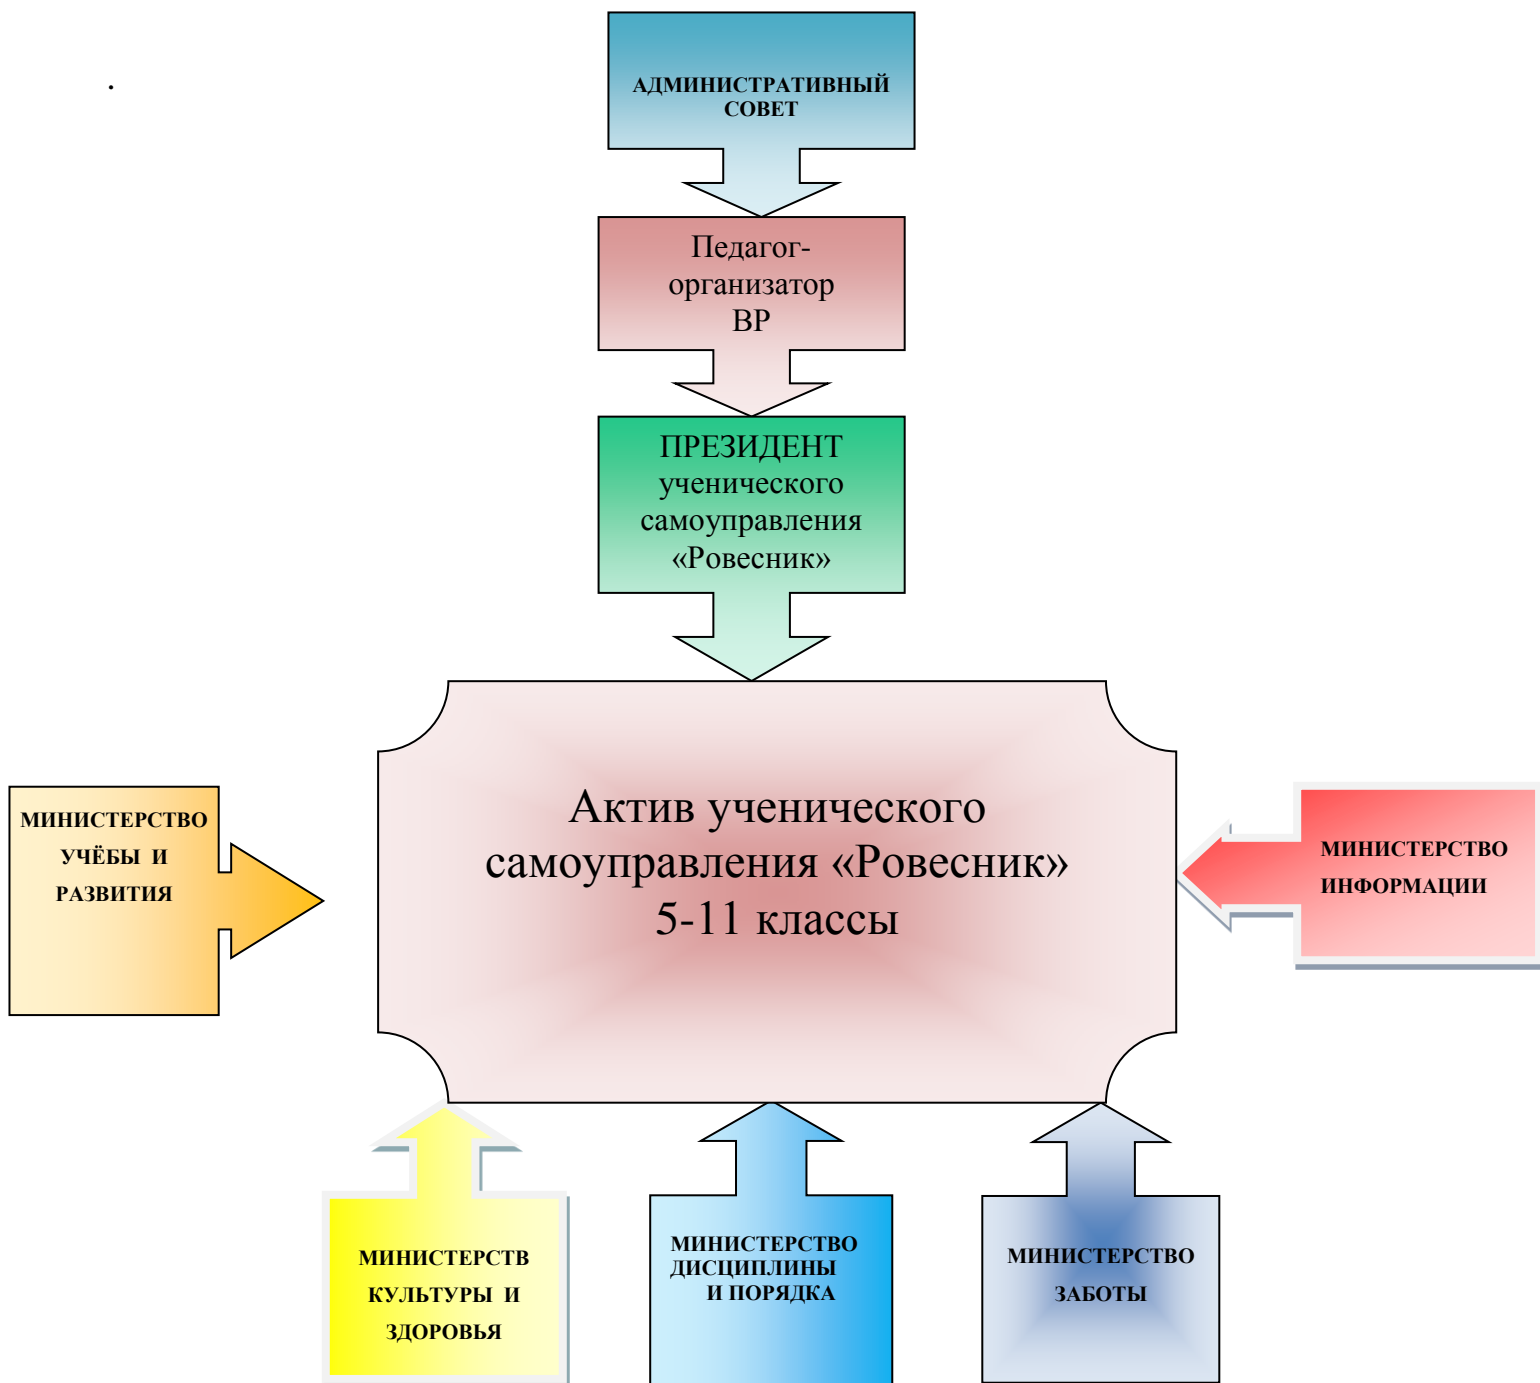 .
АДМИНИСТРАТИВНЫЙ
СОВЕТ
Педагог-
организатор
ВР
ПРЕЗИДЕНТ
ученического
самоуправления
«Ровесник»
Актив ученического
самоуправления «Ровесник»
5-11 классы
МИНИСТЕРСТВО
УЧЁБЫ И
РАЗВИТИЯ
МИНИСТЕРСТВО
ИНФОРМАЦИИ
МИНИСТЕРСТВ
КУЛЬТУРЫ И
ЗДОРОВЬЯ
МИНИСТЕРСТВО
ДИСЦИПЛИНЫ
И ПОРЯДКА
МИНИСТЕРСТВО
ЗАБОТЫ